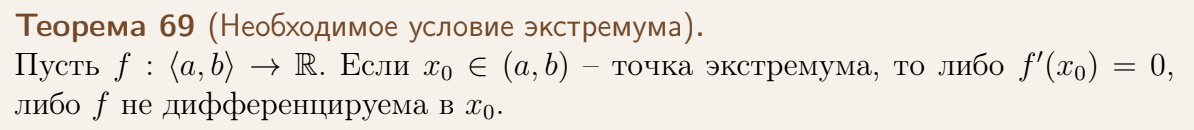 Теорема 69 (Необходимое условие экстремума).
Пусть f : ⟨a, b⟩ → ℝ. Если x₀ ∈ (a, b) – точка экстремума, то либо f′(x₀) = 0,
либо f не дифференцируема в x₀.